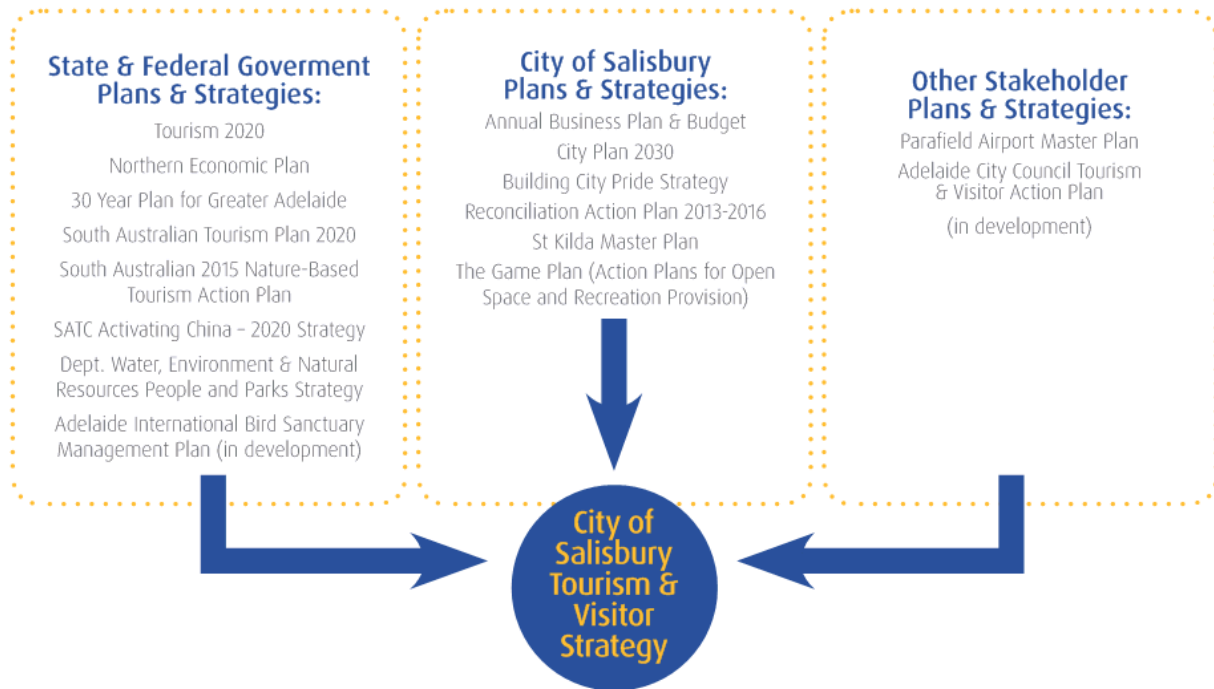 State & Federal Goverment
Plans & Strategies:
Tourism 2020
Northern Economic Plan
30 Year Plan for Greater Adelaide
South Australian Tourism Plan 2020
South Australian 2015 Nature-Based
Tourism Action Plan
SATC Activating China – 2020 Strategy
Dept. Water, Environment & Natural
Resources People and Parks Strategy
Adelaide International Bird Sanctuary
Management Plan (in development)
City of Salisbury
Plans & Strategies:
Annual Business Plan & Budget
City Plan 2030
Building City Pride Strategy
Reconciliation Action Plan 2013-2016
St Kilda Master Plan
The Game Plan (Action Plans for Open
Space and Recreation Provision)
Other Stakeholder
Plans & Strategies:
Parafield Airport Master Plan
Adelaide City Council Tourism
& Visitor Action Plan
(in development)
City of
Salisbury
Tourism &
Visitor
Strategy